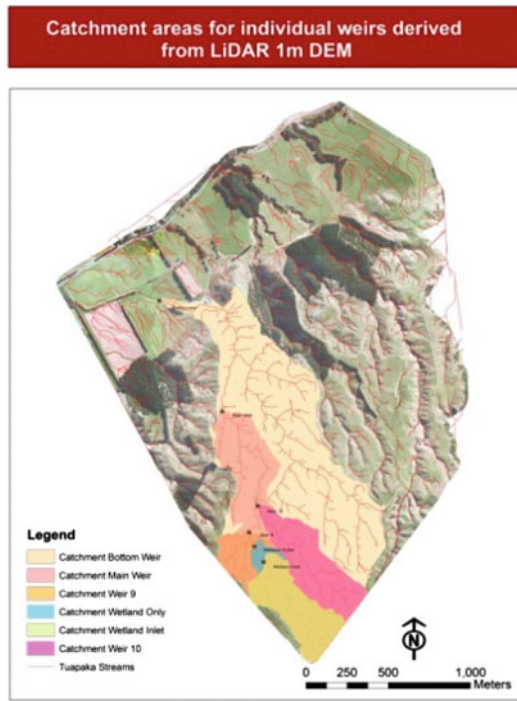 Catchment areas for individual weirs derived
from LiDAR 1m DEM
Legend
Catchment Bottom Weir
Catchment Main Weir
Catchment Weir 9
Catchment Wetland Only
Catchment Wetland Inlet
Catchment Weir 10
Tuapaka Streams
N
0 250 500 1,000
Meters